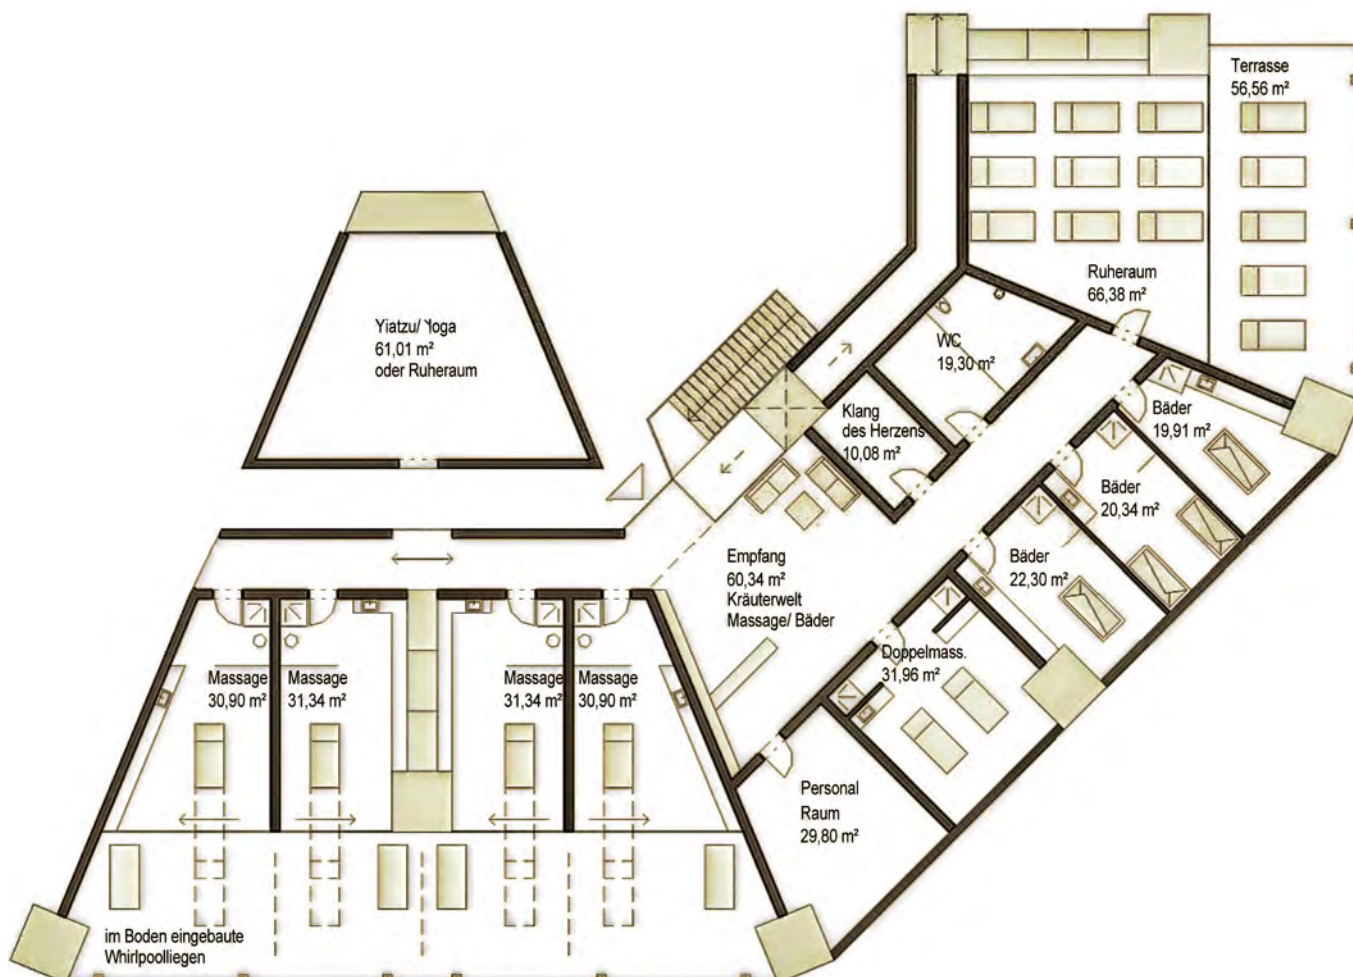 Terrasse
56,56 m²
Ruheraum
66,38 m²
Yiatzu/ Yoga
61,01 m²
oder Ruheraum
WC
19,30 m²
Klang
des Herzens
10,08 m²
Bäder
19,91 m²
Bäder
20,34 m²
Bäder
22,30 m²
Empfang
60,34 m²
Kräuterwelt
Massage/ Bäder
Doppelmass.
31,96 m²
Massage
30,90 m²
Massage
31,34 m²
Massage
31,34 m²
Massage
30,90 m²
Personal
Raum
29,80 m²
im Boden eingebaute
Whirlpoolliegen